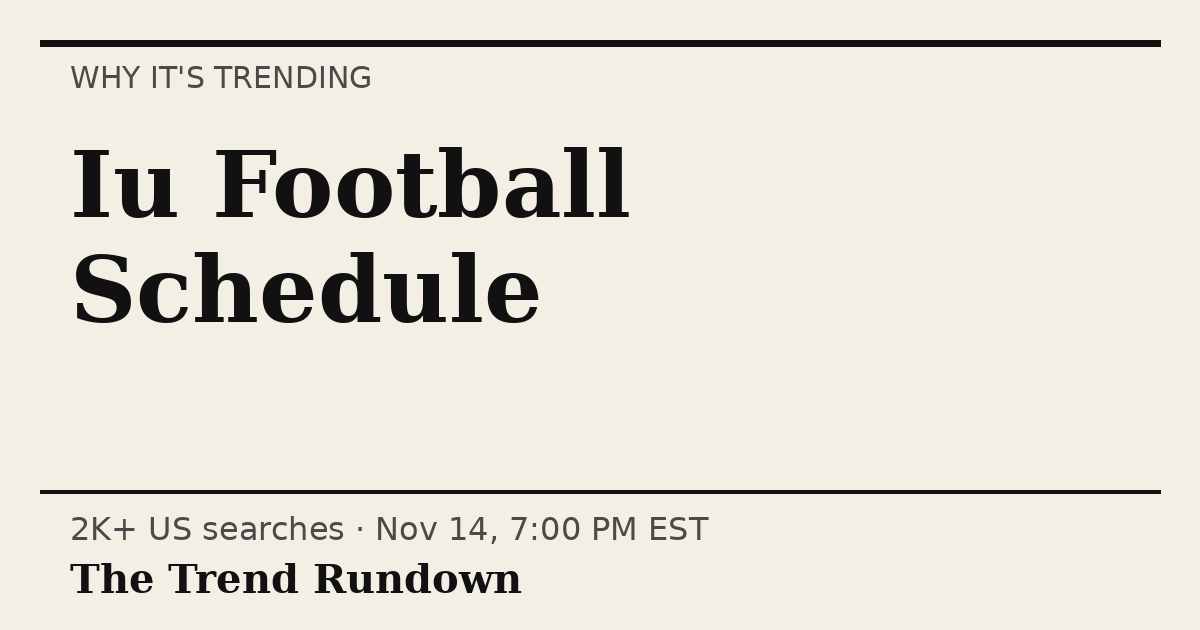 WHY IT'S TRENDING
Iu Football
Schedule
2K+ US searches · Nov 14, 7:00 PM EST
The Trend Rundown